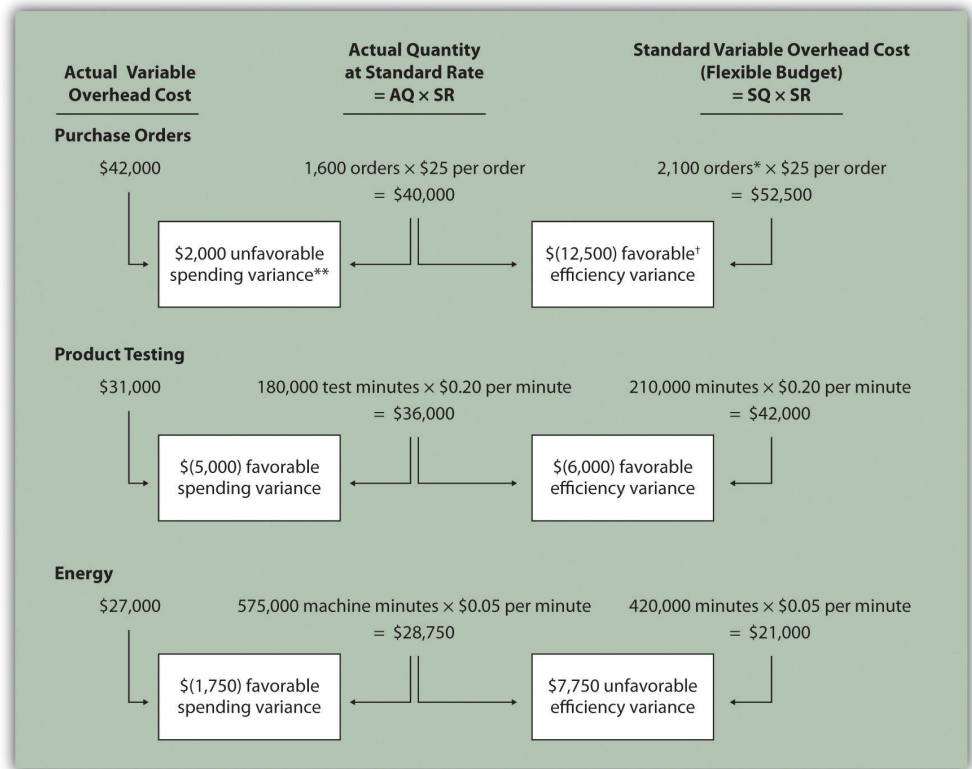 Actual Variable
Overhead Cost
Actual Quantity
at Standard Rate
= AQ × SR
Standard Variable Overhead Cost
(Flexible Budget)
= SQ × SR
Purchase Orders
$42,000
1,600 orders × $25 per order
= $40,000
2,100 orders* × $25 per order
= $52,500
$2,000 unfavorable
spending variance**
$(12,500) favorable†
efficiency variance
Product Testing
$31,000
180,000 test minutes × $0.20 per minute
= $36,000
210,000 minutes × $0.20 per minute
= $42,000
$(5,000) favorable
spending variance
$(6,000) favorable
efficiency variance
Energy
$27,000
575,000 machine minutes × $0.05 per minute
= $28,750
420,000 minutes × $0.05 per minute
= $21,000
$(1,750) favorable
spending variance
$7,750 unfavorable
efficiency variance